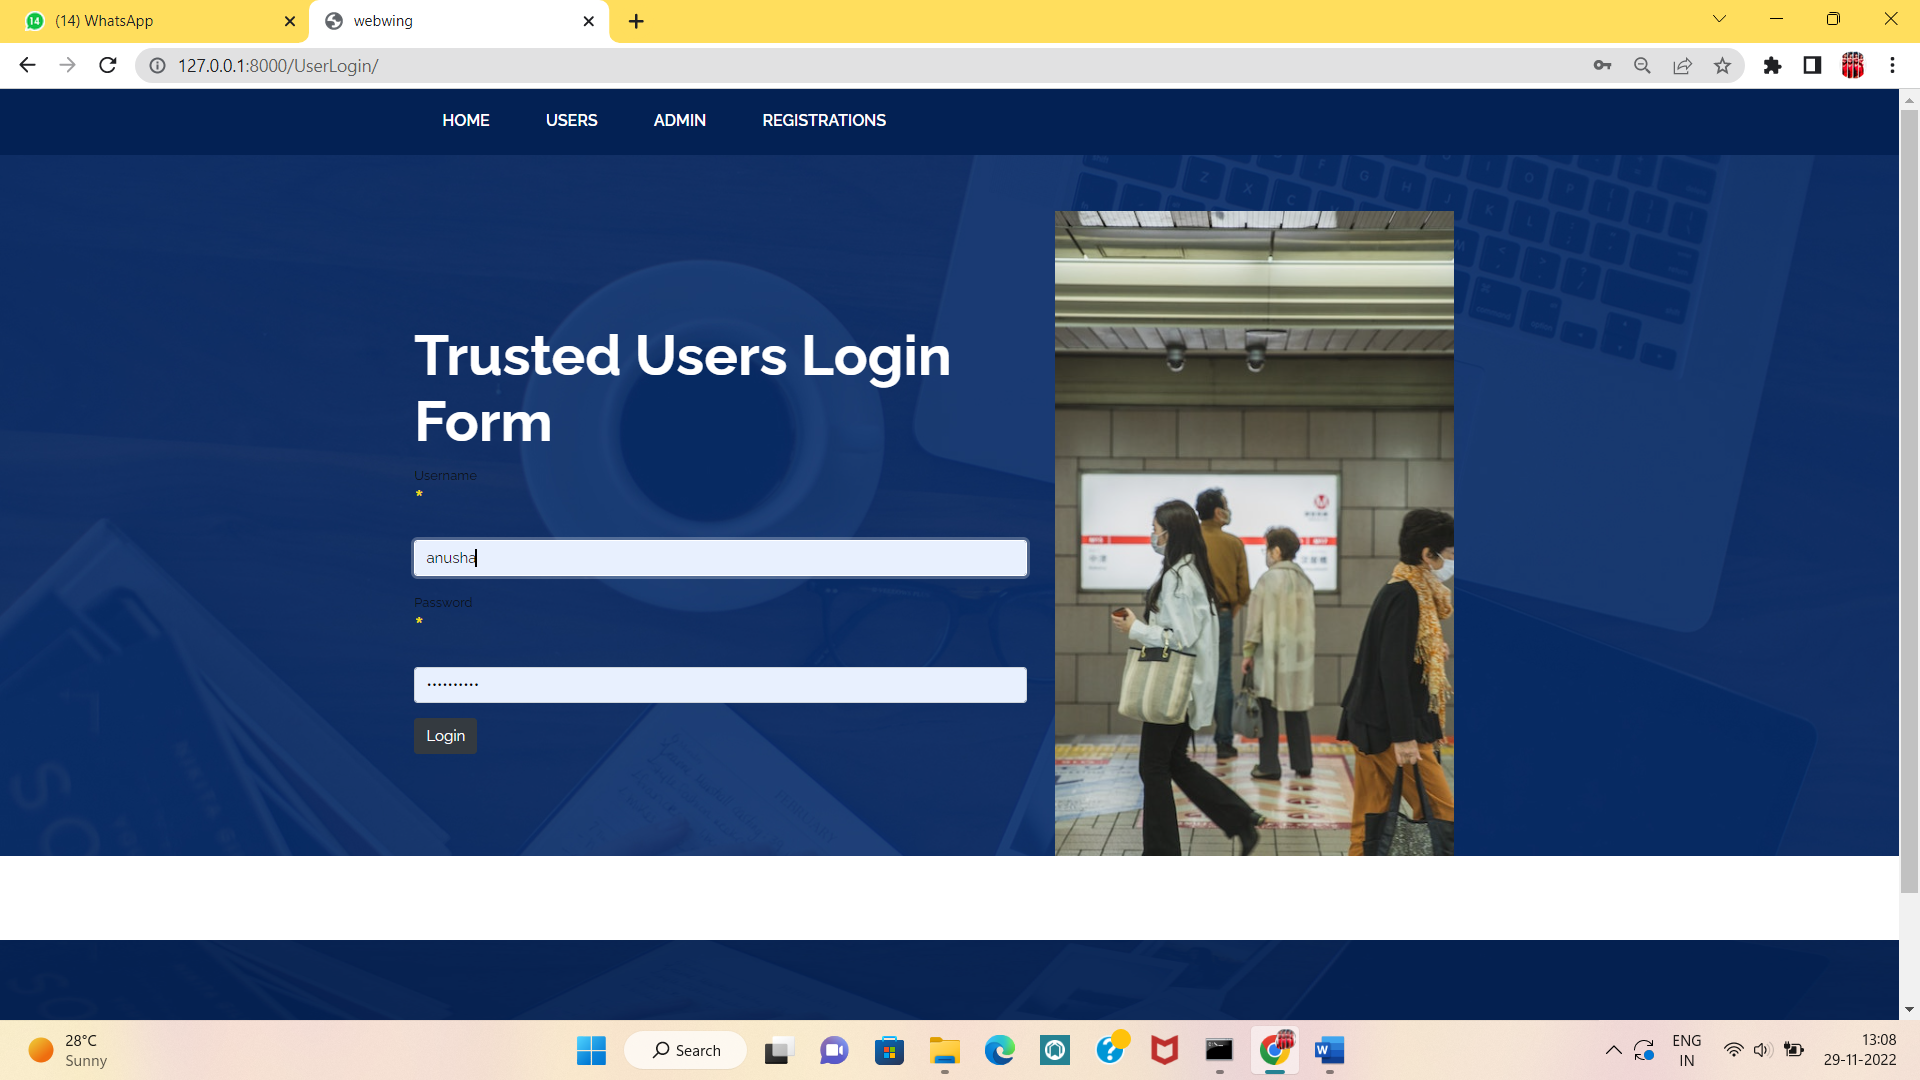 (14) WhatsApp
webwing
127.0.0.1:8000/UserLogin/
HOME USERS ADMIN REGISTRATIONS
Trusted Users Login
Form
Username
*
anusha
Password
*
••••••••••
Login
FEBRUARY
28°C
Sunny
Search
ENG
IN
13:08
29-11-2022